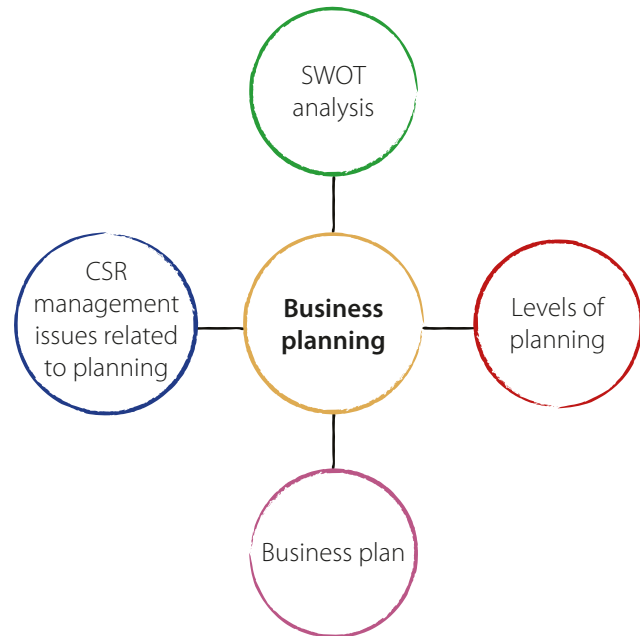 SWOT
analysis
CSR
management
issues related
to planning
Business
planning
Levels of
planning
Business plan